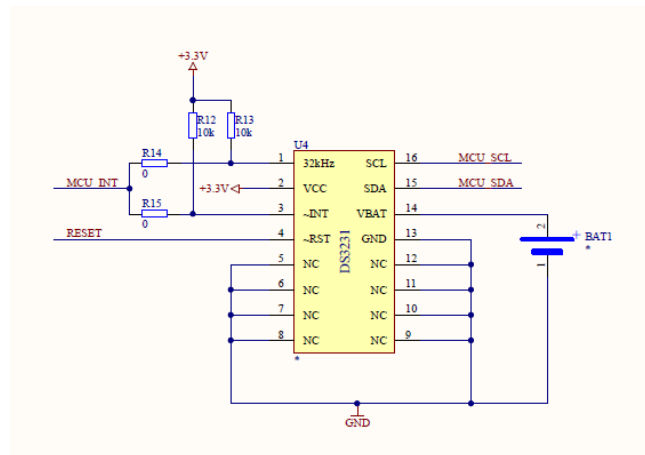 +3.3V
R12
10k
R13
10k
U4
R14
0
MCU_INT
+3.3V
R15
0
RESET
1 32kHz SCL 16 MCU_SCL
2 VCC SDA 15 MCU_SDA
3 ~INT VBAT 14
4 ~RST GND 13
5 NC NC 12
6 NC NC 11
7 NC NC 10
8 NC NC 9
DS3231
*
2
+
BAT1
*
1
GND